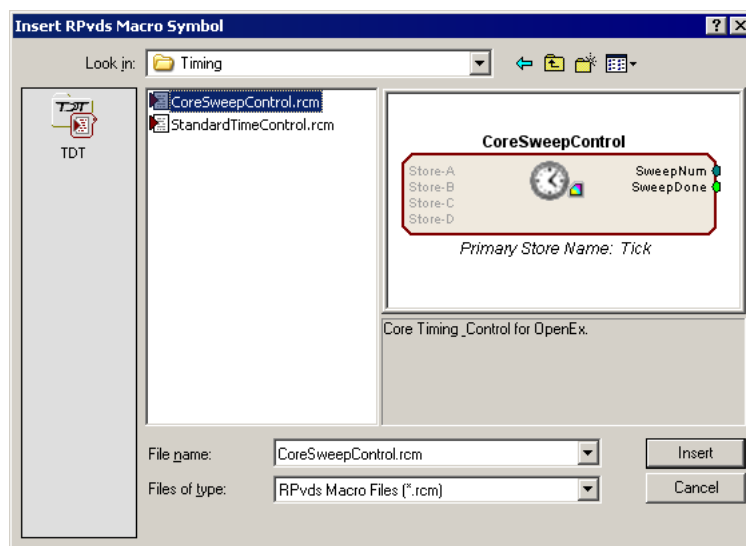 Insert RPvds Macro Symbol
Look in: Timing
TDT
TDT
CoreSweepControl.rcm
StandardTimeControl.rcm
CoreSweepControl
Store-A
Store-B
Store-C
Store-D
SweepNum
SweepDone
Primary Store Name: Tick
Core Timing_Control for OpenEx.
File name: CoreSweepControl.rcm
Insert
Files of type: RPvds Macro Files (*.rcm)
Cancel